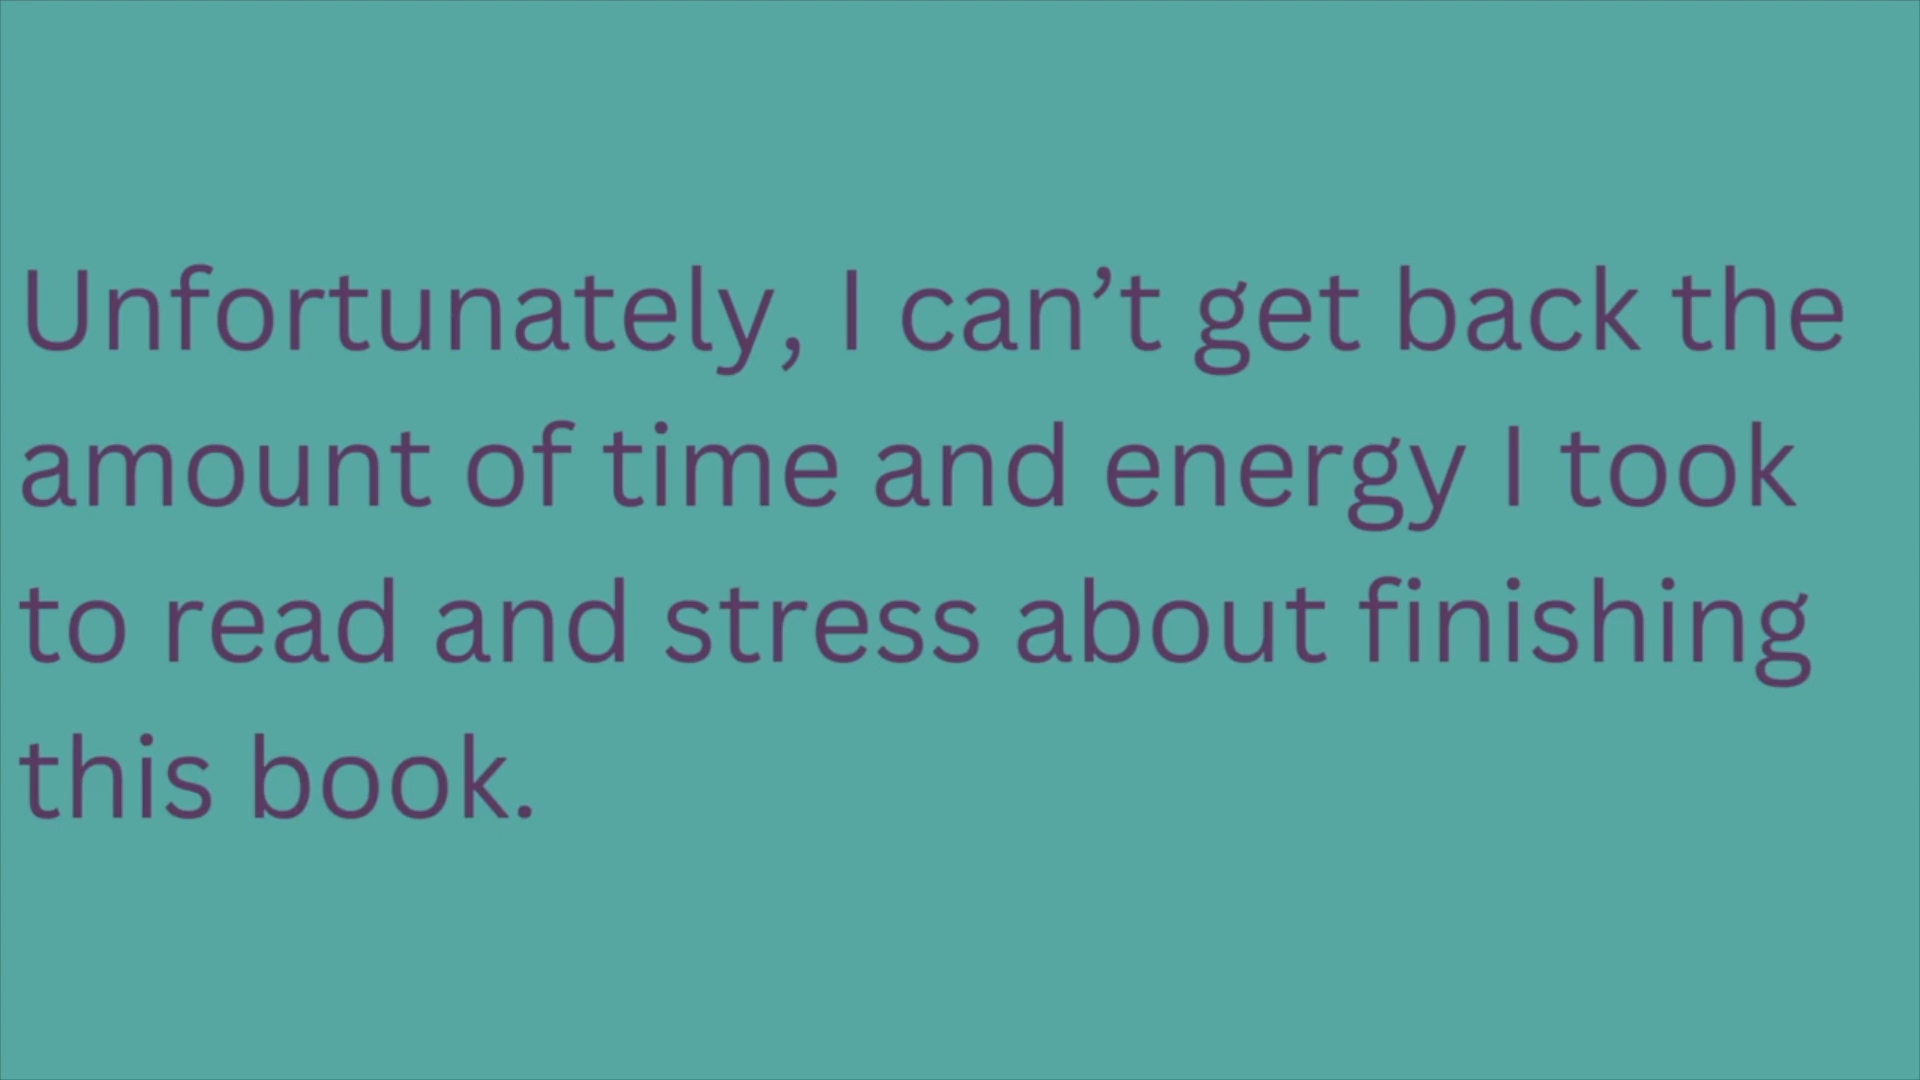 Unfortunately, I can’t get back the
amount of time and energy I took
to read and stress about finishing
this book.